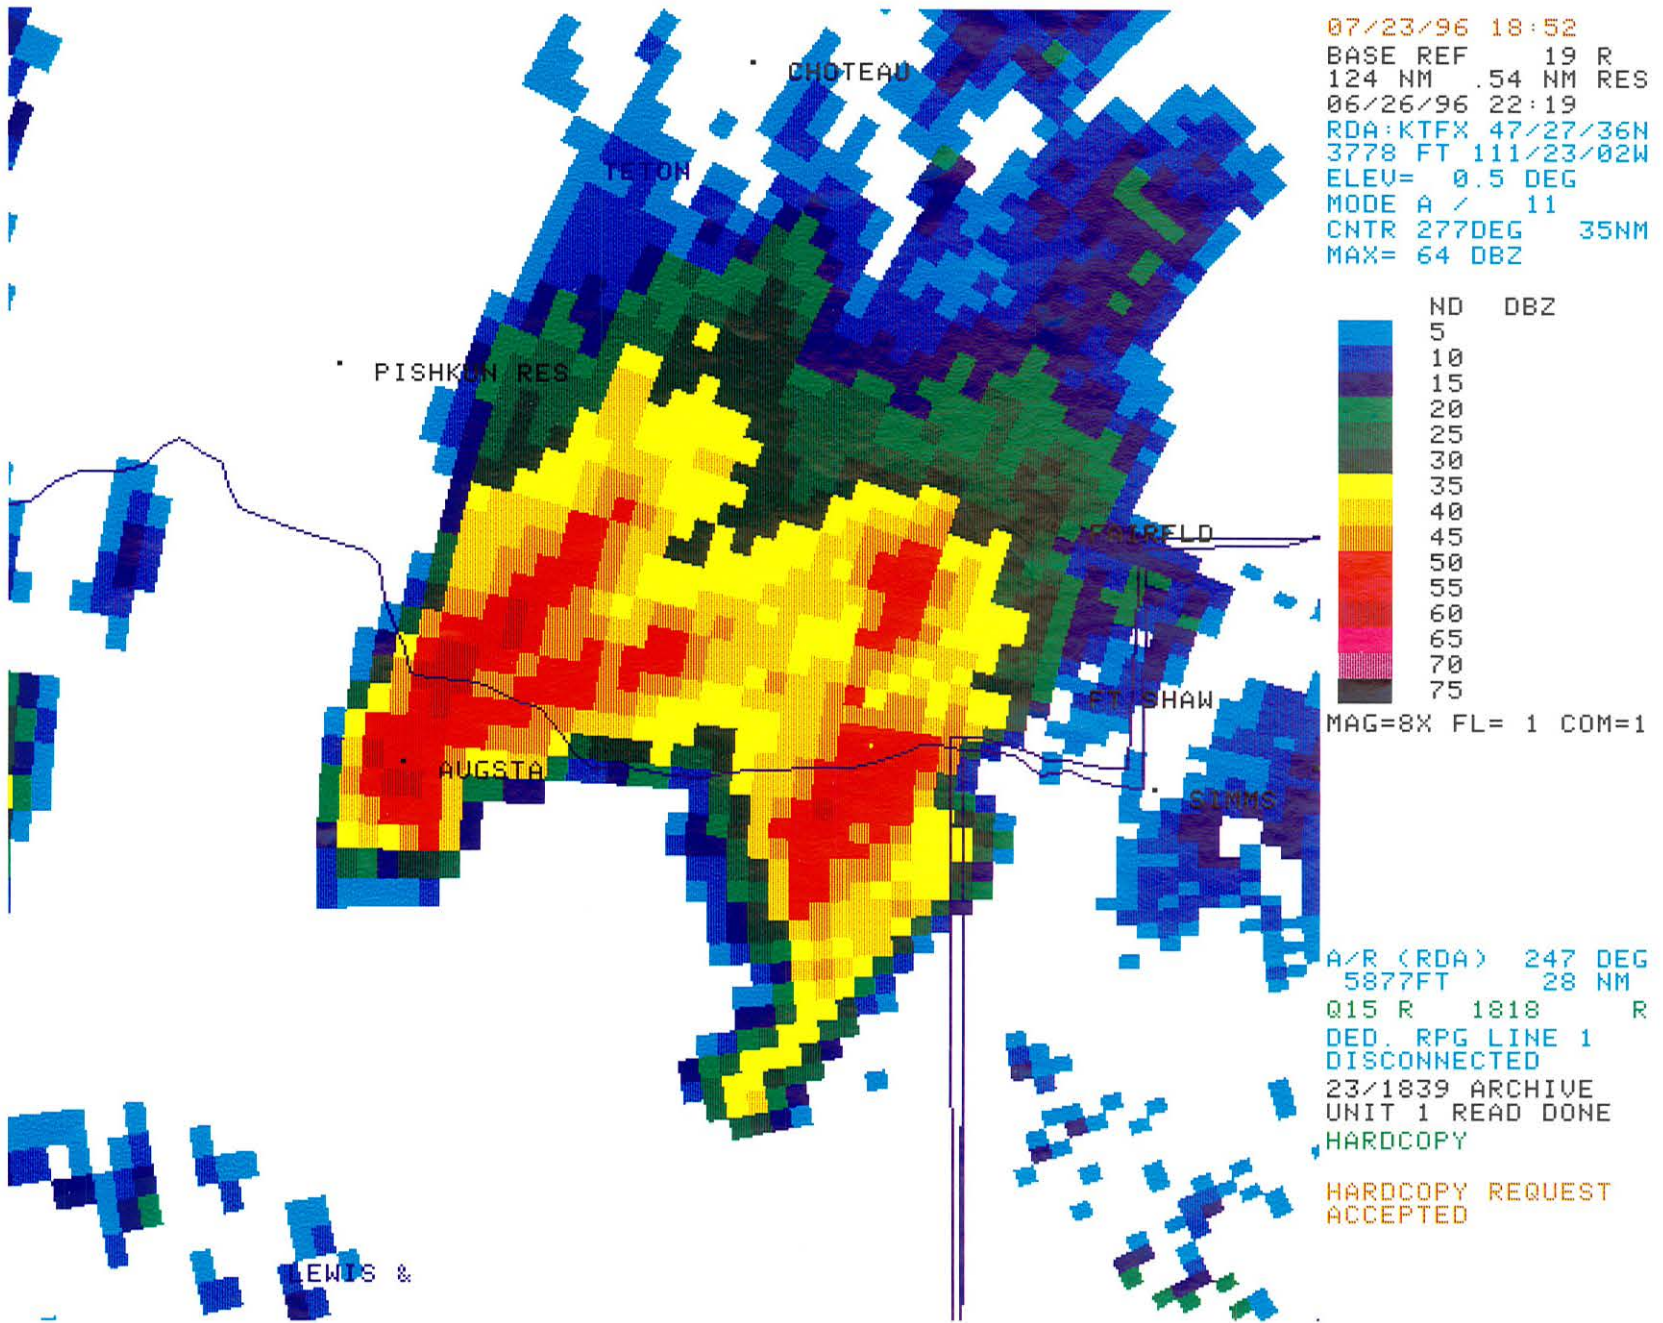 07/23/96 18:52
BASE REF 19 R
124 NM .54 NM RES
06/26/96 22:19
RDA:KTFX 47/27/36N
3778 FT 111/23/02W
ELEV= 0.5 DEG
MODE A / 11
CNTR 277DEG 35NM
MAX= 64 DBZ
ND DBZ
5
10
15
20
25
30
35
40
45
50
55
60
65
70
75
MAG=8X FL= 1 COM=1
A/R (RDA) 247 DEG
5877FT 28 NM
Q15 R 1818 R
DED. RPG LINE 1
DISCONNECTED
23/1839 ARCHIVE
UNIT 1 READ DONE
HARDCOPY
HARDCOPY REQUEST
ACCEPTED
CHOTEAU
TETON
PISHKUN RES
FAIRFLD
FT SHAW
AUGSTA
SIMMS
LEWIS &